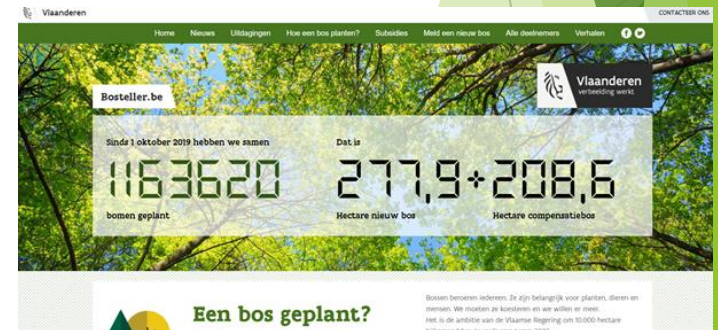 Vlaanderen
CONTACTEER ONS
Home Nieuws Uitdagingen Hoe een bos planten? Subsidies Meld een nieuw bos Alle deelnemers Verhalen
Bosteller.be
Vlaanderen
verbeelding werkt
Sinds 1 oktober 2019 hebben we samen
1163620
bomen geplant
Dat is
277,9+208,6
Hectare nieuw bos Hectare compensatiebos
Een bos geplant?
Bossen beroeren iedereen. Ze zijn belangrijk voor planten, dieren en
mensen. We moeten ze koesteren en we willen er meer.
Het is de ambitie van de Vlaamse Regering om 10.000 hectare